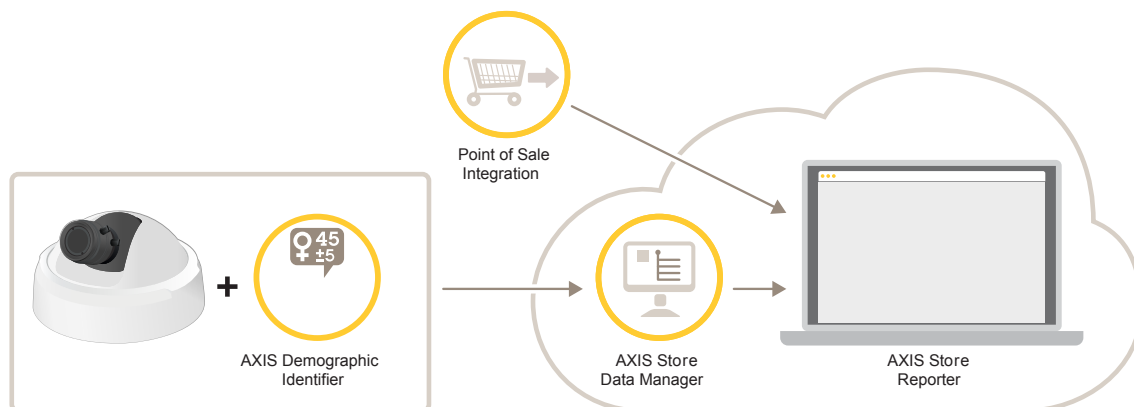 Point of Sale
Integration
45
±5
+
AXIS Demographic
Identifier
AXIS Store
Data Manager
AXIS Store
Reporter